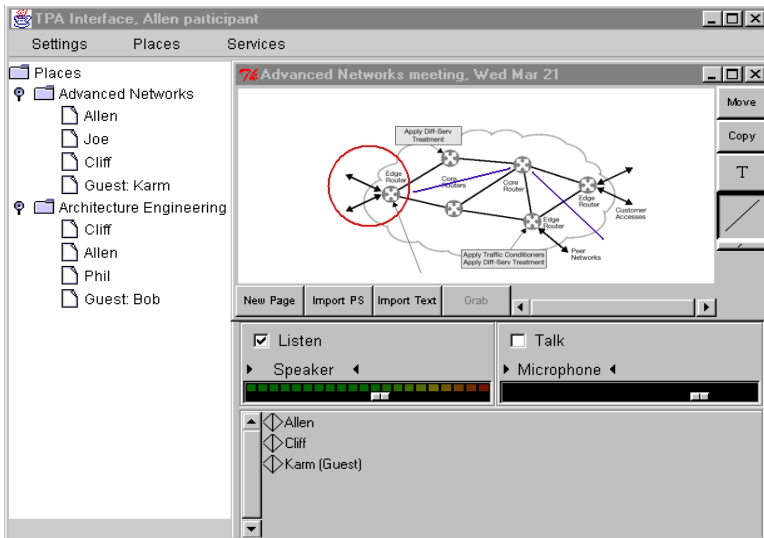 TPA Interface, Allen participant
Settings Places Services
Places
Advanced Networks
Allen
Joe
Cliff
Guest: Karm
Architecture Engineering
Cliff
Allen
Phil
Guest: Bob
Advanced Networks meeting, Wed Mar 21
Move
Copy
T
Apply Diff-Serv
Treatment
Edge
Router
Core
Routers
Core
Router
Edge
Router
Customer
Accesses
Edge
Router
Peer
Networks
Apply Traffic Conditioners
Apply Diff-Serv Treatment
New Page Import PS Import Text Grab
Listen
Speaker
Talk
Microphone
Allen
Cliff
Karm (Guest)